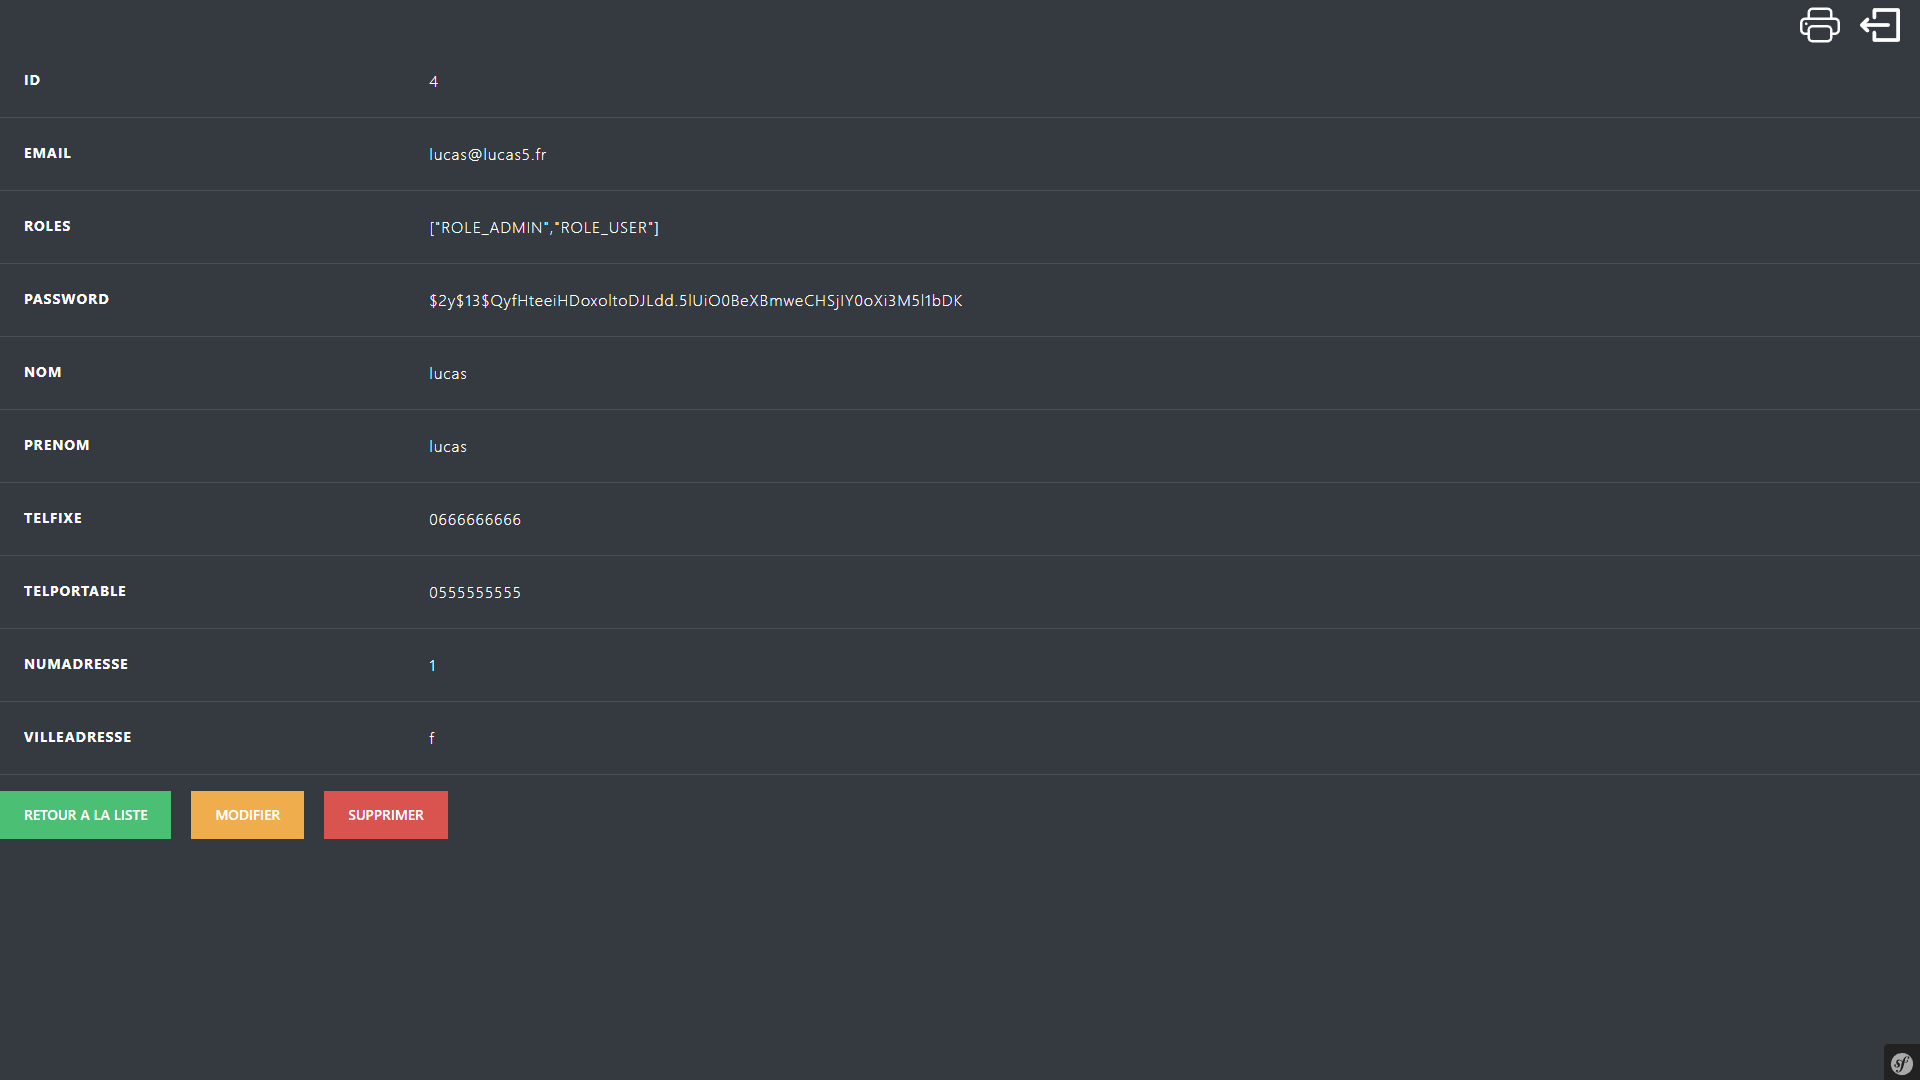 ID 4
EMAIL lucas@lucas5.fr
ROLES ["ROLE_ADMIN","ROLE_USER"]
PASSWORD $2y$13$QyfHteeiHDoxoltoDJLdd.5lUiO0BeXBmweCHSjIY0oXi3M5l1bDK
NOM lucas
PRENOM lucas
TELFIXE 0666666666
TELPORTABLE 0555555555
NUMADRESSE 1
VILLEADRESSE f
RETOUR A LA LISTE MODIFIER SUPPRIMER
sf